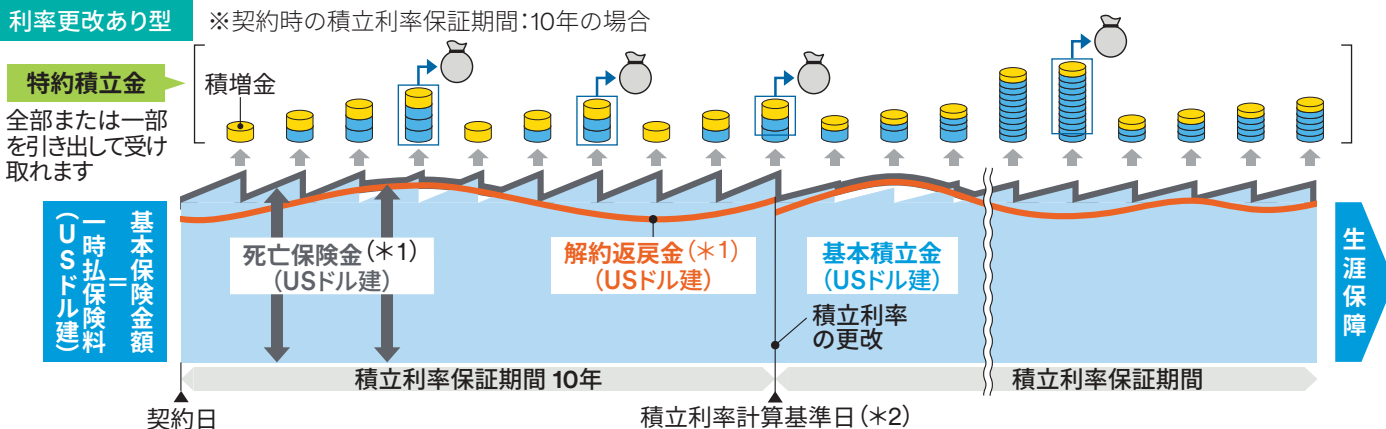 利率更改あり型
※契約時の積立利率保証期間:10年の場合
特約積立金
全部または一部
を引き出して受け
取れます
積増金
基本保険金額
=
一時払保険料
(USドル建)
死亡保険金(*1)
(USドル建)
解約返戻金(*1)
(USドル建)
基本積立金
(USドル建)
積立利率
の更改
生涯保障
積立利率保証期間 10年
積立利率保証期間
契約日
積立利率計算基準日(*2)